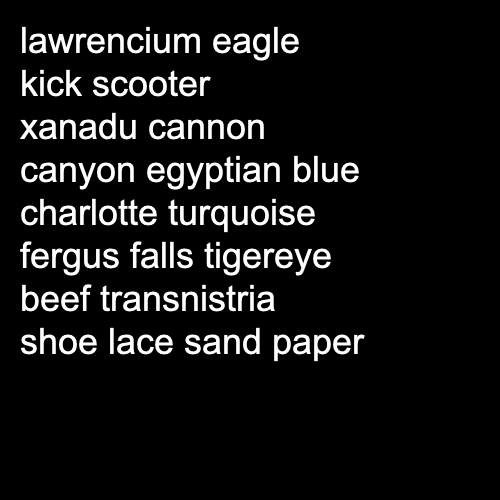 lawrencium eagle
kick scooter
xanadu cannon
canyon egyptian blue
charlotte turquoise
fergus falls tigereye
beef transnistria
shoe lace sand paper